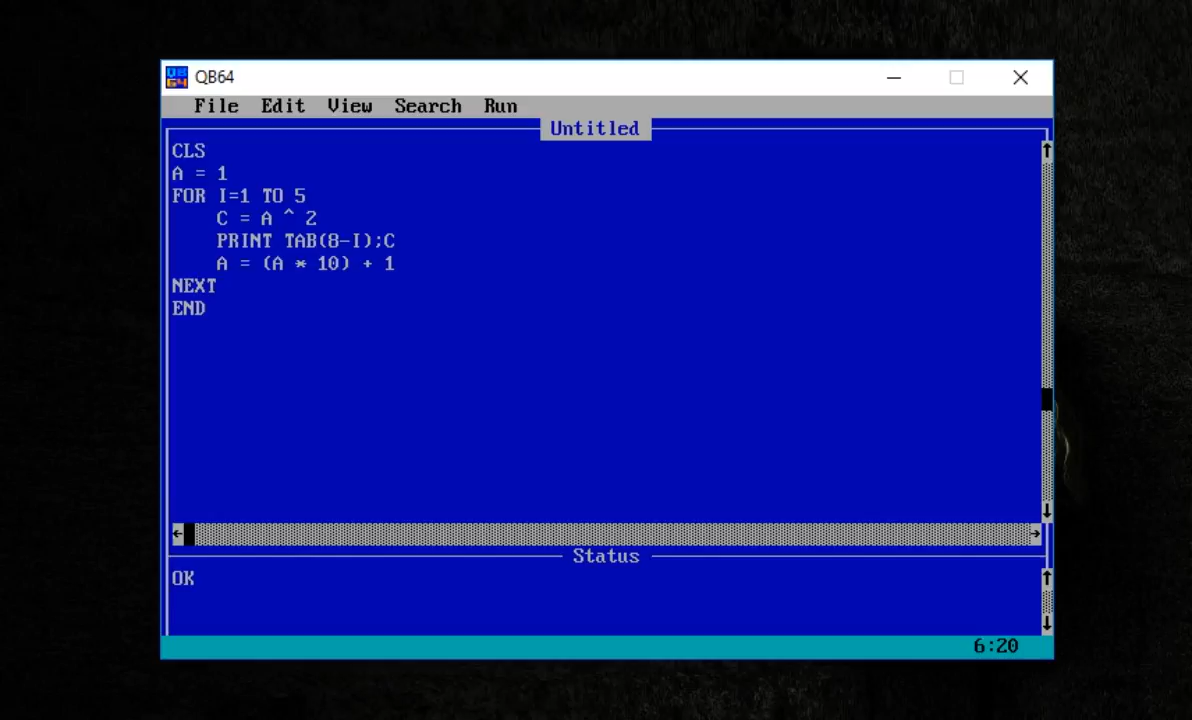 QB64
File Edit View Search Run
Untitled
CLS
A = 1
FOR I=1 TO 5
    C = A ^ 2
    PRINT TAB(8-I);C
    A = (A * 10) + 1
NEXT
END
Status
OK
6:20